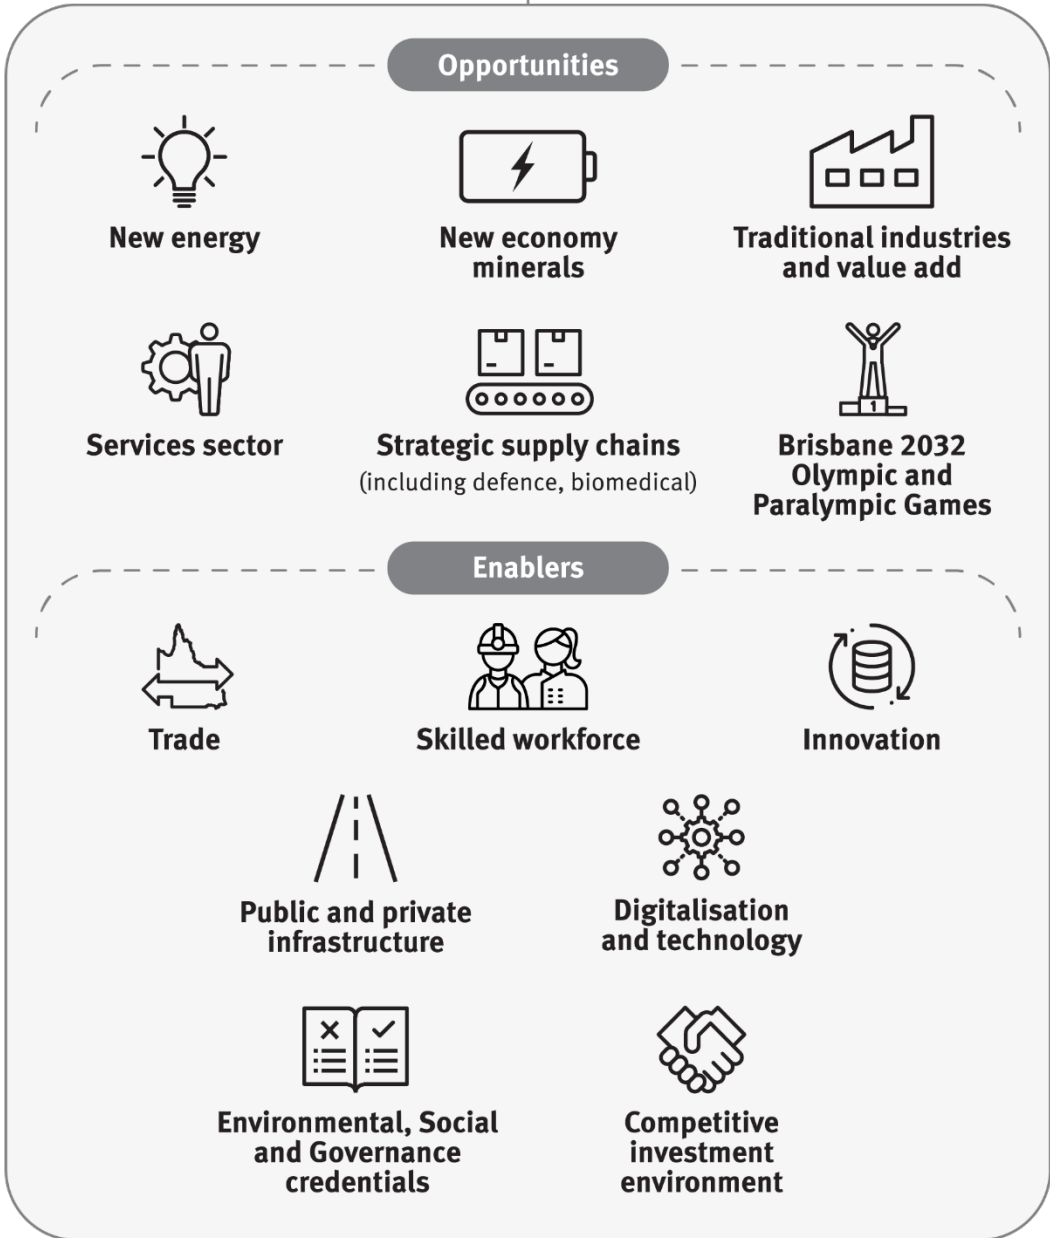 Opportunities
New energy
New economy
minerals
Traditional industries
and value add
Services sector
Strategic supply chains
(including defence, biomedical)
1
Brisbane 2032
Olympic and
Paralympic Games
Enablers
Trade
Skilled workforce
Innovation
Public and private
infrastructure
Digitalisation
and technology
Environmental, Social
and Governance
credentials
Competitive
investment
environment